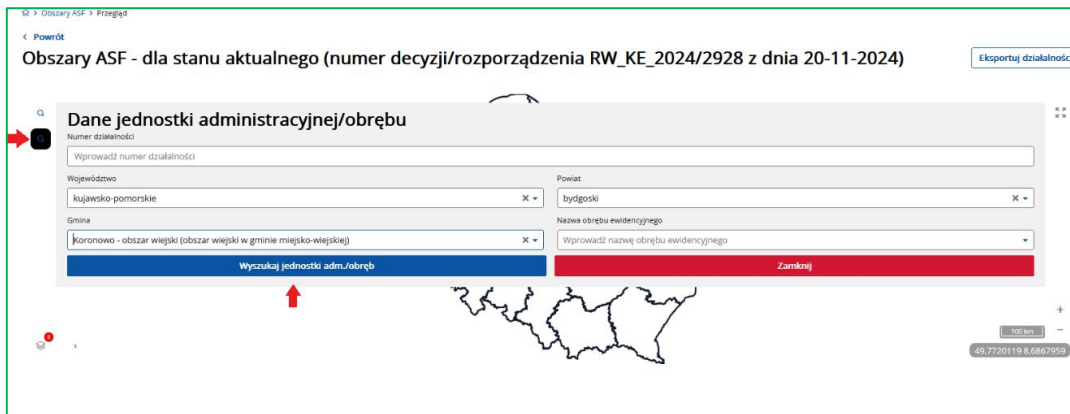 > Obszary ASF > Przegląd
< Powrót
Obszary ASF - dla stanu aktualnego (numer decyzji/rozporządzenia RW_KE_2024/2928 z dnia 20-11-2024)
Eksportuj działalnośc
Dane jednostki administracyjnej/obrębu
Numer działalności
Wprowadź numer działalności
Województwo
Powiat
kujawsko-pomorskie
bydgoski
Gmina
Nazwa obrębu ewidencyjnego
Koronowo - obszar wiejski (obszar wiejski w gminie miejsko-wiejskiej)
Wprowadź nazwę obrębu ewidencyjnego
Wyszukaj jednostki adm./obręb
Zamknij
100 km
49.7720119 8.6867959